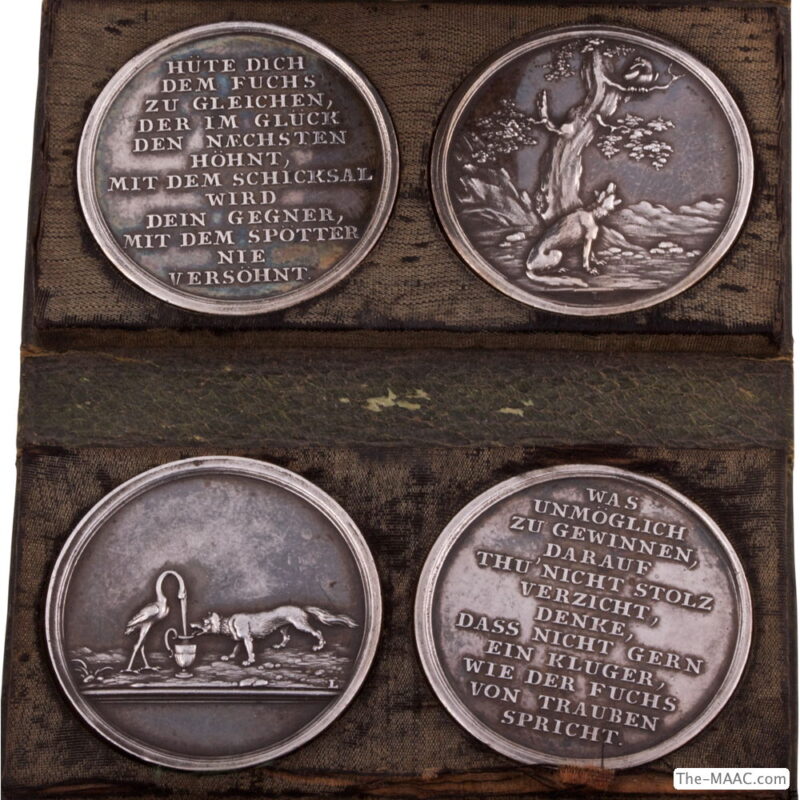 HÜTE DICH
DEM FUCHS
ZU GLEICHEN,
DER IM GLÜCK
DEN NÆCHSTEN
HÖHNT,
MIT DEM SCHICKSAL
WIRD
DEIN GEGNER,
MIT DEM SPÖTTER
NIE
VERSÖHNT.
L
WAS
UNMÖGLICH
ZU GEWINNEN,
DARAUF
THU' NICHT STOLZ
VERZICHT,
DENKE,
DASS NICHT GERN
EIN KLUGER,
WIE DER FUCHS
VON TRAUBEN
SPRICHT.
The-MAAC.com